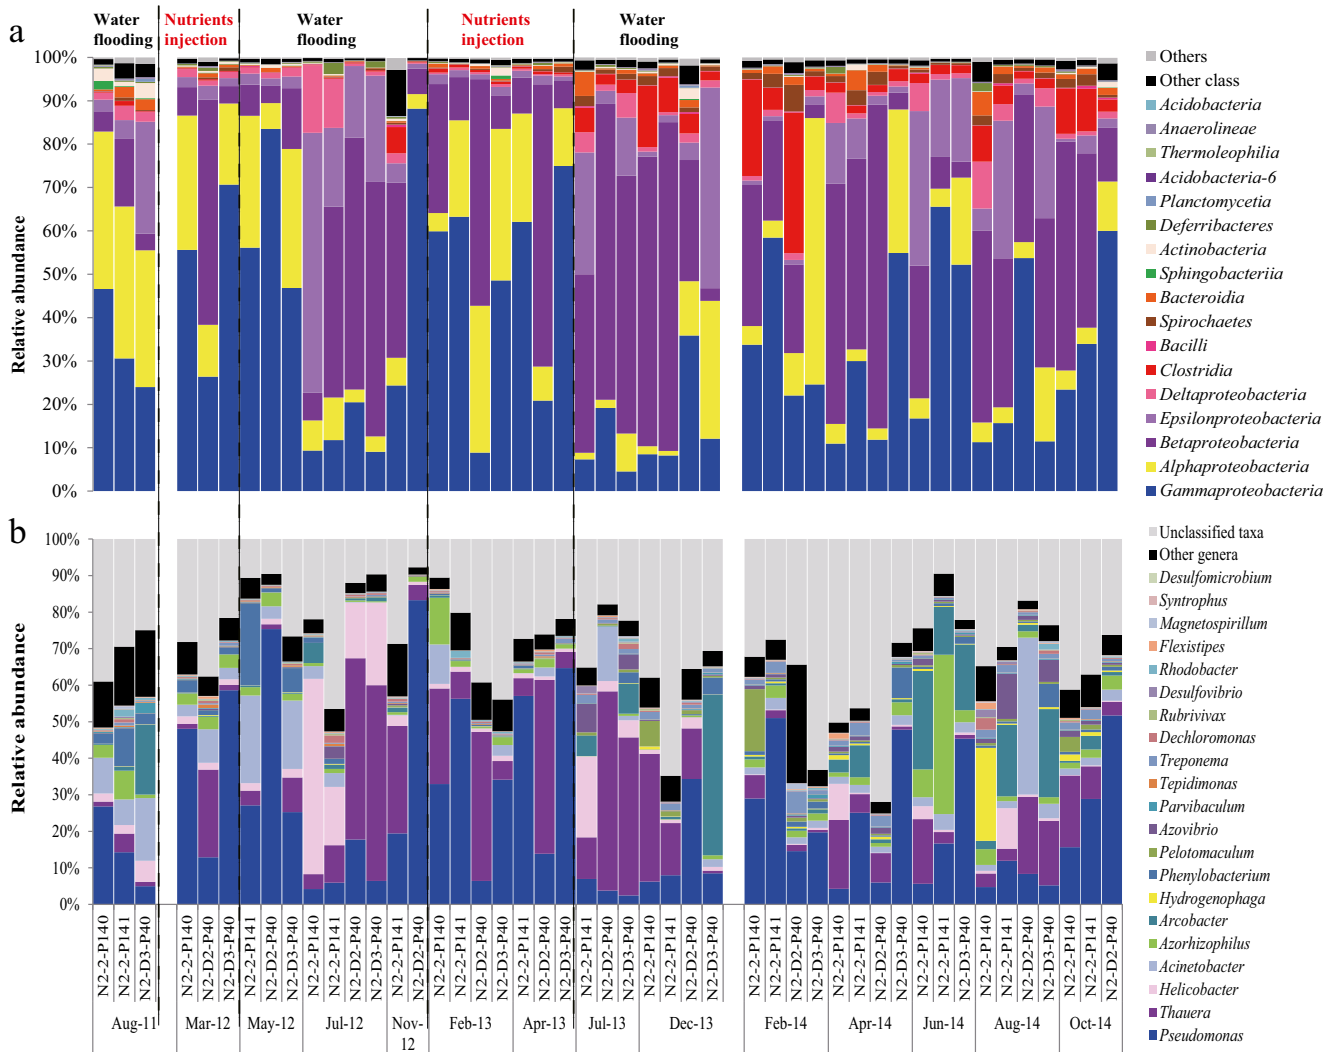 a
Water
flooding
Nutrients
injection
Water
flooding
Nutrients
injection
Water
flooding
Relative abundance
100%
90%
80%
70%
60%
50%
40%
30%
20%
10%
0%
Others
Other class
Acidobacteria
Anaerolineae
Thermoleophilia
Acidobacteria-6
Planctomycetia
Deferribacteres
Actinobacteria
Sphingobacteriia
Bacteroidia
Spirochaetes
Bacilli
Clostridia
Deltaproteobacteria
Epsilonproteobacteria
Betaproteobacteria
Alphaproteobacteria
Gammaproteobacteria
b
Relative abundance
100%
90%
80%
70%
60%
50%
40%
30%
20%
10%
0%
Unclassified taxa
Other genera
Desulfomicrobium
Syntrophus
Magnetospirillum
Flexistipes
Rhodobacter
Desulfovibrio
Rubrivivax
Dechloromonas
Treponema
Tepidimonas
Parvibaculum
Azovibrio
Pelotomaculum
Phenylobacterium
Hydrogenophaga
Arcobacter
Azorhizophilus
Acinetobacter
Helicobacter
Thauera
Pseudomonas
N2-2-P140
N2-2-P141
N2-D3-P40
N2-2-P140
N2-D2-P40
N2-D3-P40
N2-2-P141
N2-D2-P40
N2-D3-P40
N2-2-P140
N2-2-P141
N2-D2-P40
N2-D3-P40
N2-2-P141
N2-D2-P40
N2-2-P140
N2-2-P141
N2-D2-P40
N2-D3-P40
N2-2-P141
N2-D2-P40
N2-D3-P40
N2-2-P141
N2-D2-P40
N2-D3-P40
N2-2-P140
N2-2-P141
N2-D2-P40
N2-D3-P40
N2-2-P140
N2-2-P141
N2-D2-P40
N2-D3-P40
N2-2-P140
N2-2-P141
N2-D2-P40
N2-D3-P40
N2-2-P140
N2-2-P141
N2-D3-P40
N2-2-P140
N2-2-P141
N2-D2-P40
N2-D3-P40
N2-2-P140
N2-2-P141
N2-D2-P40
Aug-11
Mar-12
May-12
Jul-12
Nov-
12
Feb-13
Apr-13
Jul-13
Dec-13
Feb-14
Apr-14
Jun-14
Aug-14
Oct-14